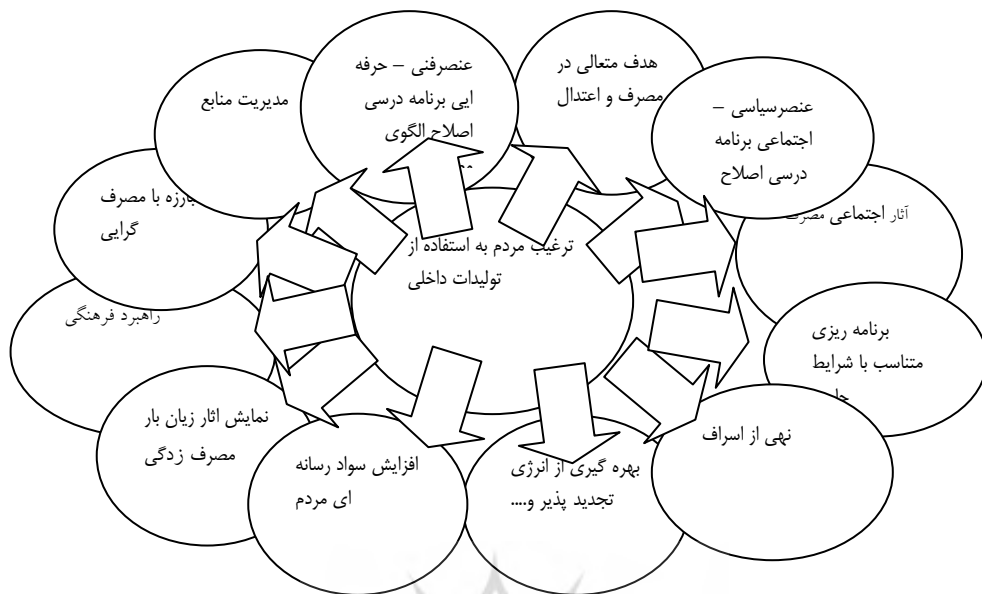 هدف متعالی در
مصرف و اعتدال
عنصرسیاسی –
اجتماعی برنامه
درسی اصلاح
آثار اجتماعی مصرف
برنامه ریزی
متناسب با شرایط
نهی از اسراف
بهره گیری از انرژی
تجدید پذیر و....
افزایش سواد رسانه
ای مردم
نمایش اثار زیان بار
مصرف زدگی
راهبرد فرهنگی
با مصرف
گرایی
مدیریت منابع
عنصرفنی – حرفه
ایی برنامه درسی
اصلاح الگوی
ترغیب مردم به استفاده از
تولیدات داخلی